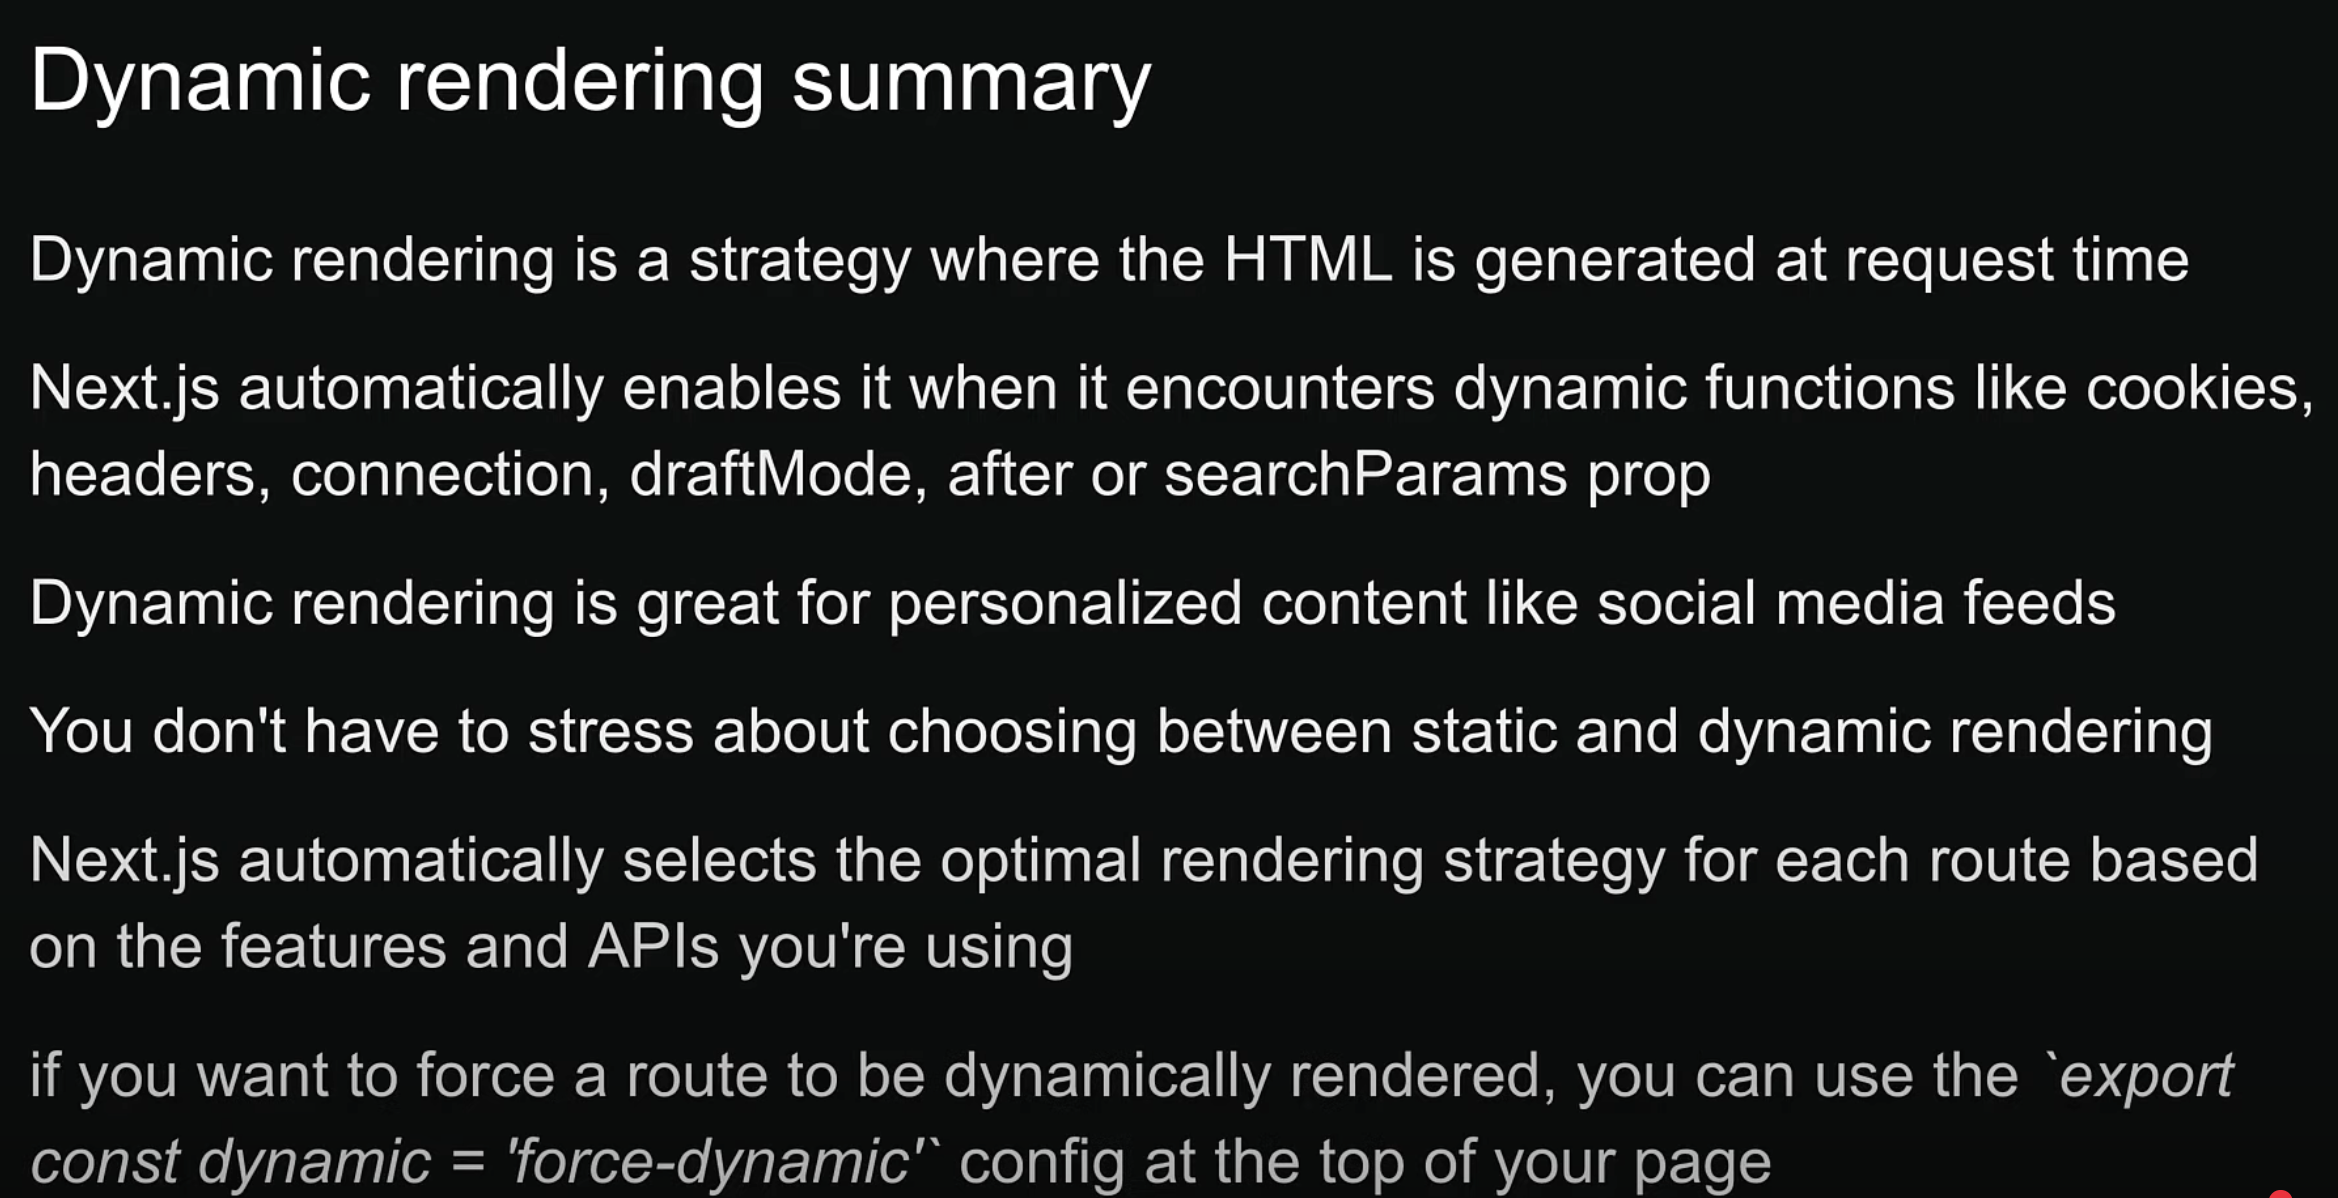 Dynamic rendering summary
Dynamic rendering is a strategy where the HTML is generated at request time
Next.js automatically enables it when it encounters dynamic functions like cookies,
headers, connection, draftMode, after or searchParams prop
Dynamic rendering is great for personalized content like social media feeds
You don't have to stress about choosing between static and dynamic rendering
Next.js automatically selects the optimal rendering strategy for each route based
on the features and APIs you're using
if you want to force a route to be dynamically rendered, you can use the `export
const dynamic = 'force-dynamic'` config at the top of your page